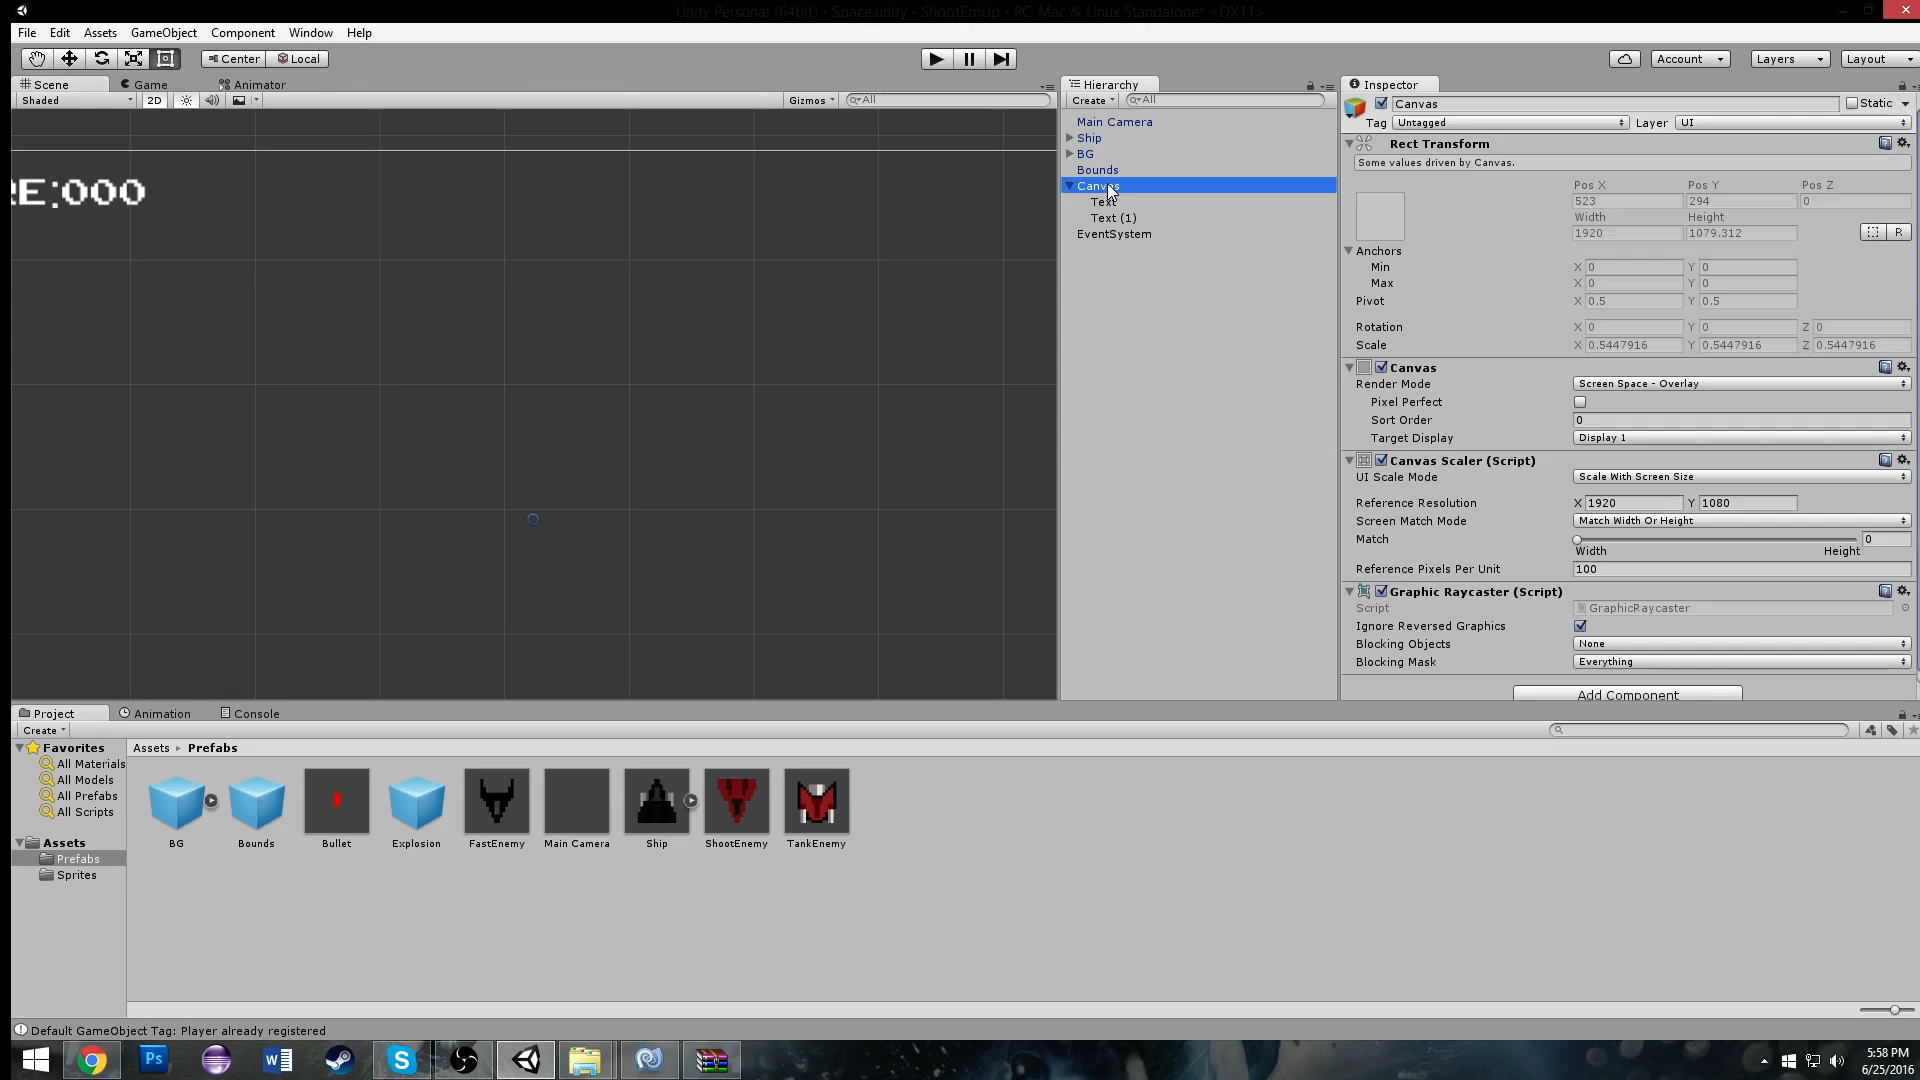 Unity Personal (64bit) - Space.unity - ShootEmUp - PC, Mac & Linux Standalone* <DX11>
File Edit Assets GameObject Component Window Help
Center Local Account Layers Layout
Scene Game Animator
Shaded 2D Gizmos All
RE:000
Hierarchy
Create All
Main Camera
Ship
BG
Bounds
Canvas
Text
Text (1)
EventSystem
Inspector
Canvas Static
Tag Untagged Layer UI
Rect Transform
Some values driven by Canvas.
Pos X Pos Y Pos Z
523 294 0
Width Height
1920 1079.312
R
Anchors
Min X 0 Y 0
Max X 0 Y 0
Pivot X 0.5 Y 0.5
Rotation X 0 Y 0 Z 0
Scale X 0.5447916 Y 0.5447916 Z 0.5447916
Canvas
Render Mode Screen Space - Overlay
Pixel Perfect
Sort Order 0
Target Display Display 1
Canvas Scaler (Script)
UI Scale Mode Scale With Screen Size
Reference Resolution X 1920 Y 1080
Screen Match Mode Match Width Or Height
Match 0
Width Height
Reference Pixels Per Unit 100
Graphic Raycaster (Script)
Script GraphicRaycaster
Ignore Reversed Graphics
Blocking Objects None
Blocking Mask Everything
Add Component
Project Animation Console
Create
Favorites
All Materials
All Models
All Prefabs
All Scripts
Assets
Prefabs
Sprites
Assets Prefabs
BG Bounds Bullet Explosion FastEnemy Main Camera Ship ShootEnemy TankEnemy
Default GameObject Tag: Player already registered
Ps
W
S
5:58 PM
6/25/2016